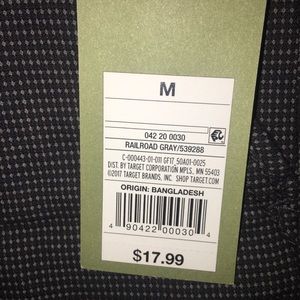 M
042 20 0030
RAILROAD GRAY/539288
C-000443-01-011 GF17_50A01-0025
DIST. BY TARGET CORPORATION MPLS., MN 55403
©2017 TARGET BRANDS, INC. SHOP TARGET.COM
ORIGIN: BANGLADESH
4 90422 00030 4
$17.99